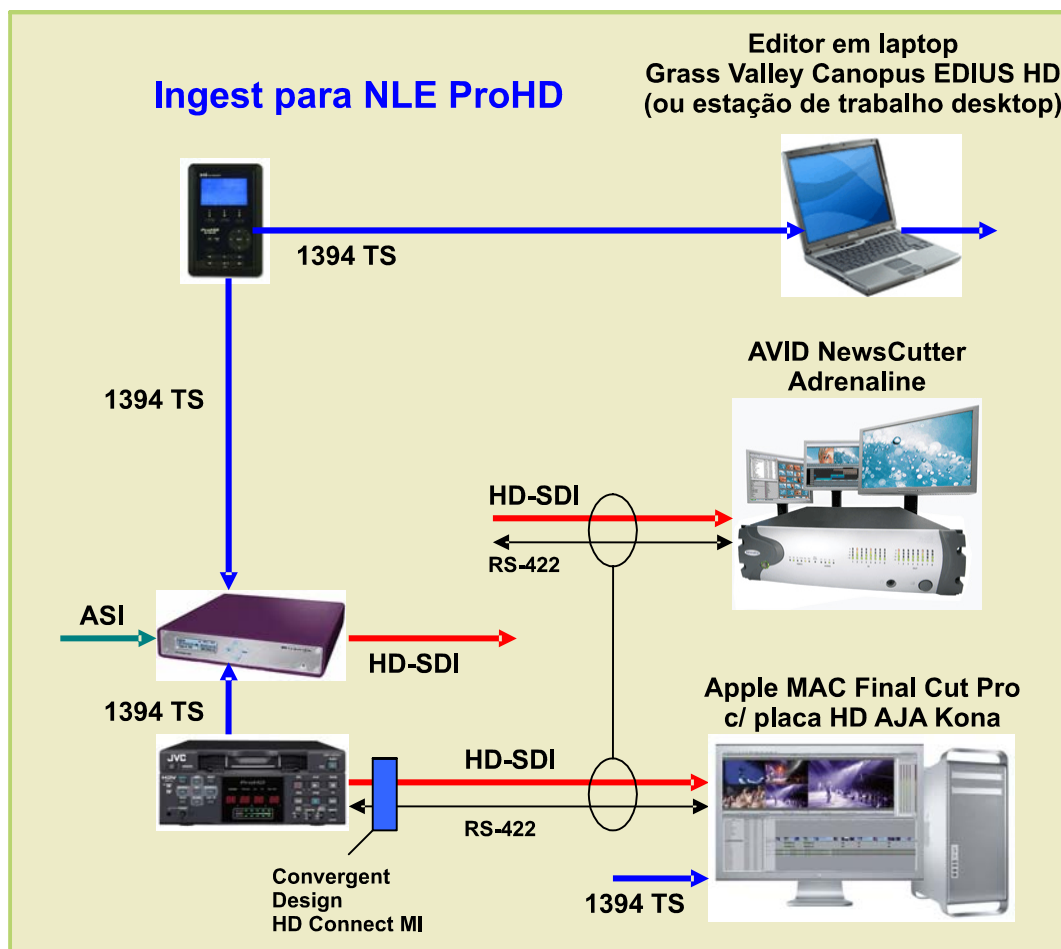 Editor em laptop
Grass Valley Canopus EDIUS HD
(ou estação de trabalho desktop)
Ingest para NLE ProHD
1394 TS
1394 TS
AVID NewsCutter
Adrenaline
HD-SDI
RS-422
ASI
HD-SDI
1394 TS
Apple MAC Final Cut Pro
c/ placa HD AJA Kona
JVC
ProHD
HD-SDI
RS-422
Convergent
Design
HD Connect MI
1394 TS